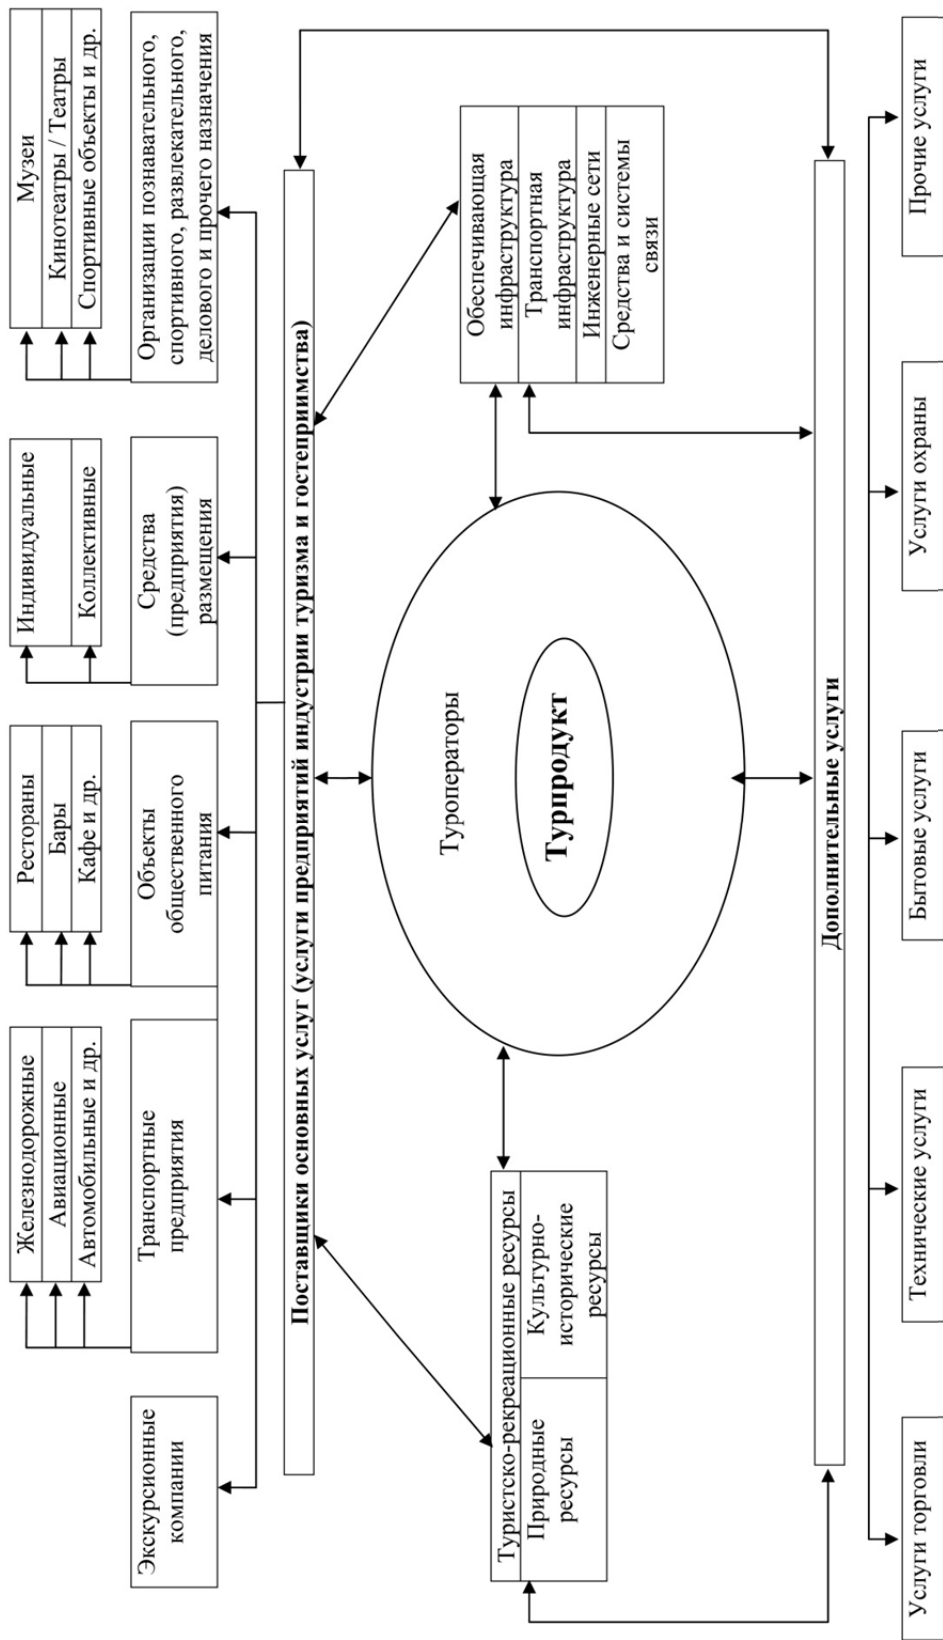 Железнодорожные
Авиационные
Автомобильные и др.
Рестораны
Бары
Кафе и др.
Индивидуальные
Коллективные
Музеи
Кинотеатры / Театры
Спортивные объекты и др.
Экскурсионные
компании
Транспортные
предприятия
Объекты
общественного
питания
Средства
(предприятия)
размещения
Организации познавательного,
спортивного, развлекательного,
делового и прочего назначения
Поставщики основных услуг (услуги предприятий индустрии туризма и гостеприимства)
Туристско-рекреационные ресурсы
Природные
ресурсы
Культурно-
исторические
ресурсы
Туроператоры
Турпродукт
Обеспечивающая
инфраструктура
Транспортная
инфраструктура
Инженерные сети
Средства и системы
связи
Дополнительные услуги
Услуги торговли
Технические услуги
Бытовые услуги
Услуги охраны
Прочие услуги